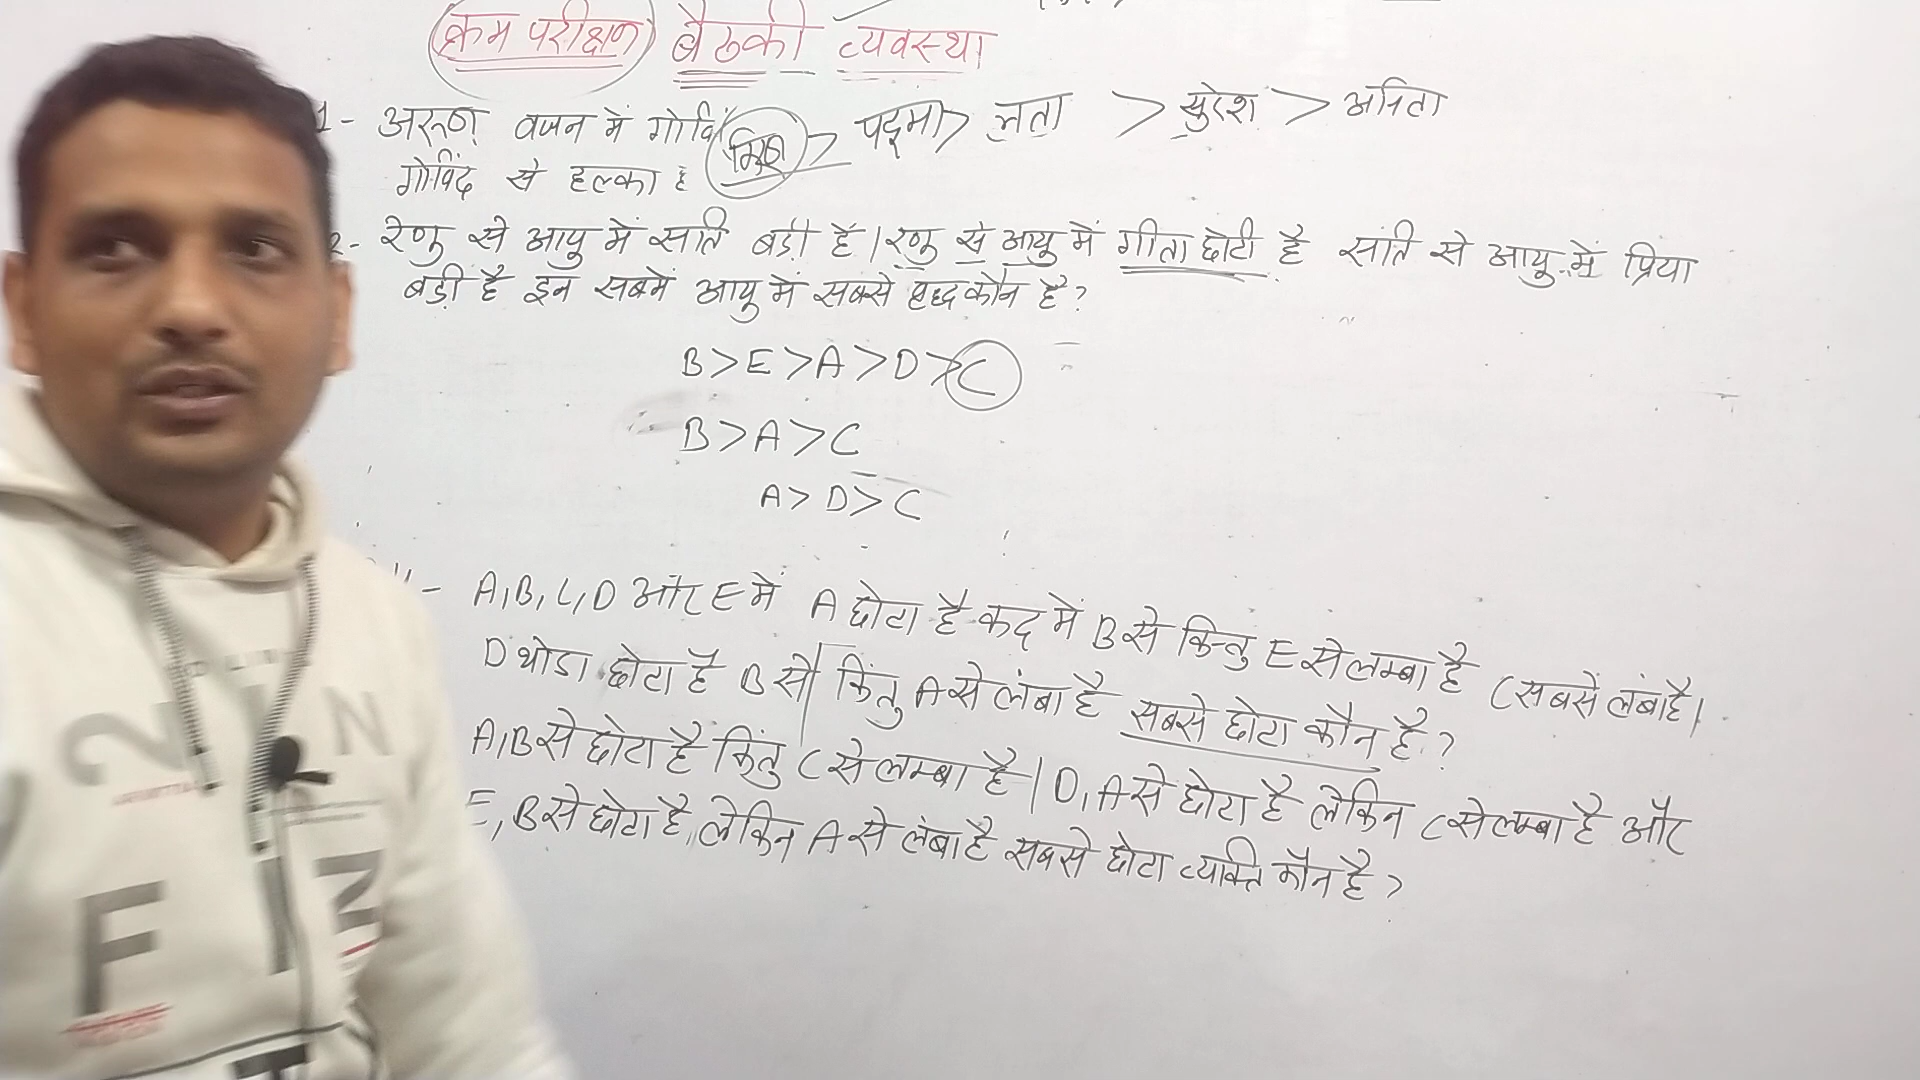 क्रम परीक्षण बैठकी व्यवस्था
1- अरुण वजन में गोविं > पद्मा > लता > सुरेश > अनिता
गोविंद से हल्का है
2- रेणु से आयु में सांति बड़ी है। रेणु से आयु में गीता छोटी है सांति से आयु में प्रिया
बड़ी है इन सबमें आयु में सबसे वृद्ध कौन है?
B > E > A > D > C
B > A > C
A > D > C
- A, B, C, D और E में A छोटा है कद में B से किन्तु E से लम्बा है C सबसे लंबा है।
D थोडा छोटा है B से किंतु A से लंबा है सबसे छोटा कौन है?
A, B से छोटा है किंतु C से लम्बा है | D, A से छोटा है लेकिन C से लम्बा है और
E, B से छोटा है, लेकिन A से लंबा है सबसे छोटा व्यक्ति कौन है?
N
F